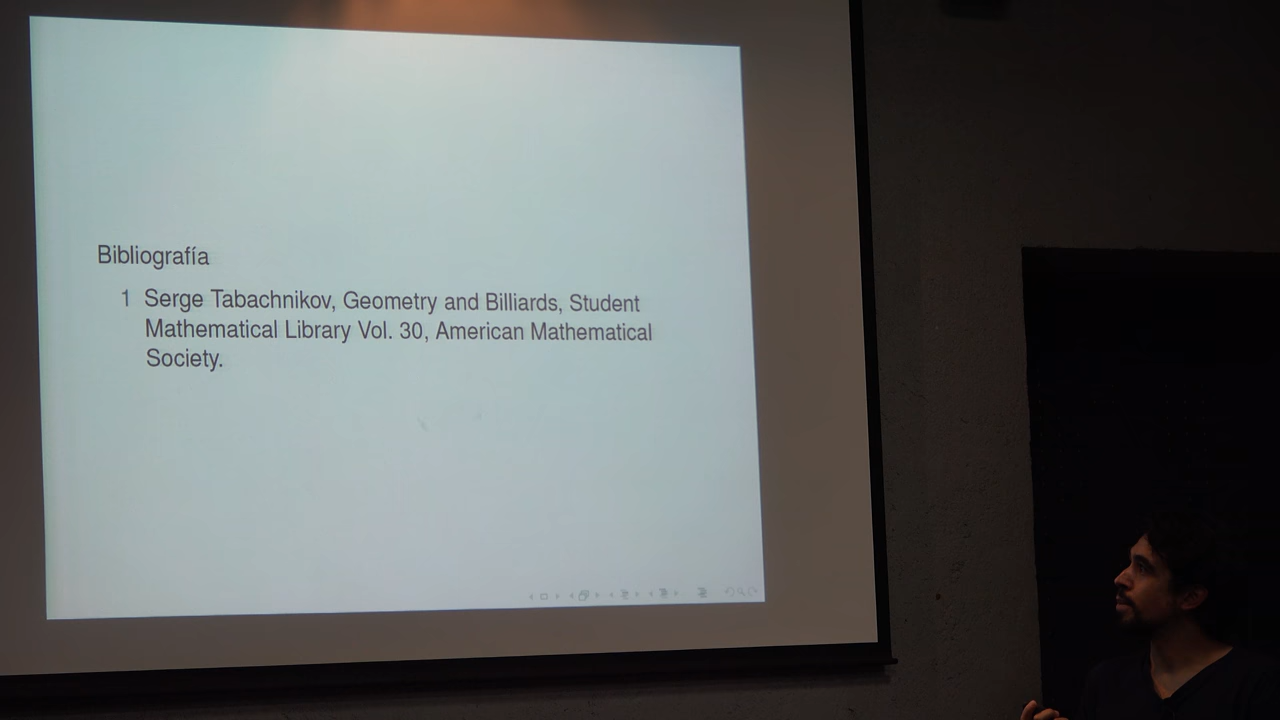 Bibliografía
1 Serge Tabachnikov, Geometry and Billiards, Student
Mathematical Library Vol. 30, American Mathematical
Society.